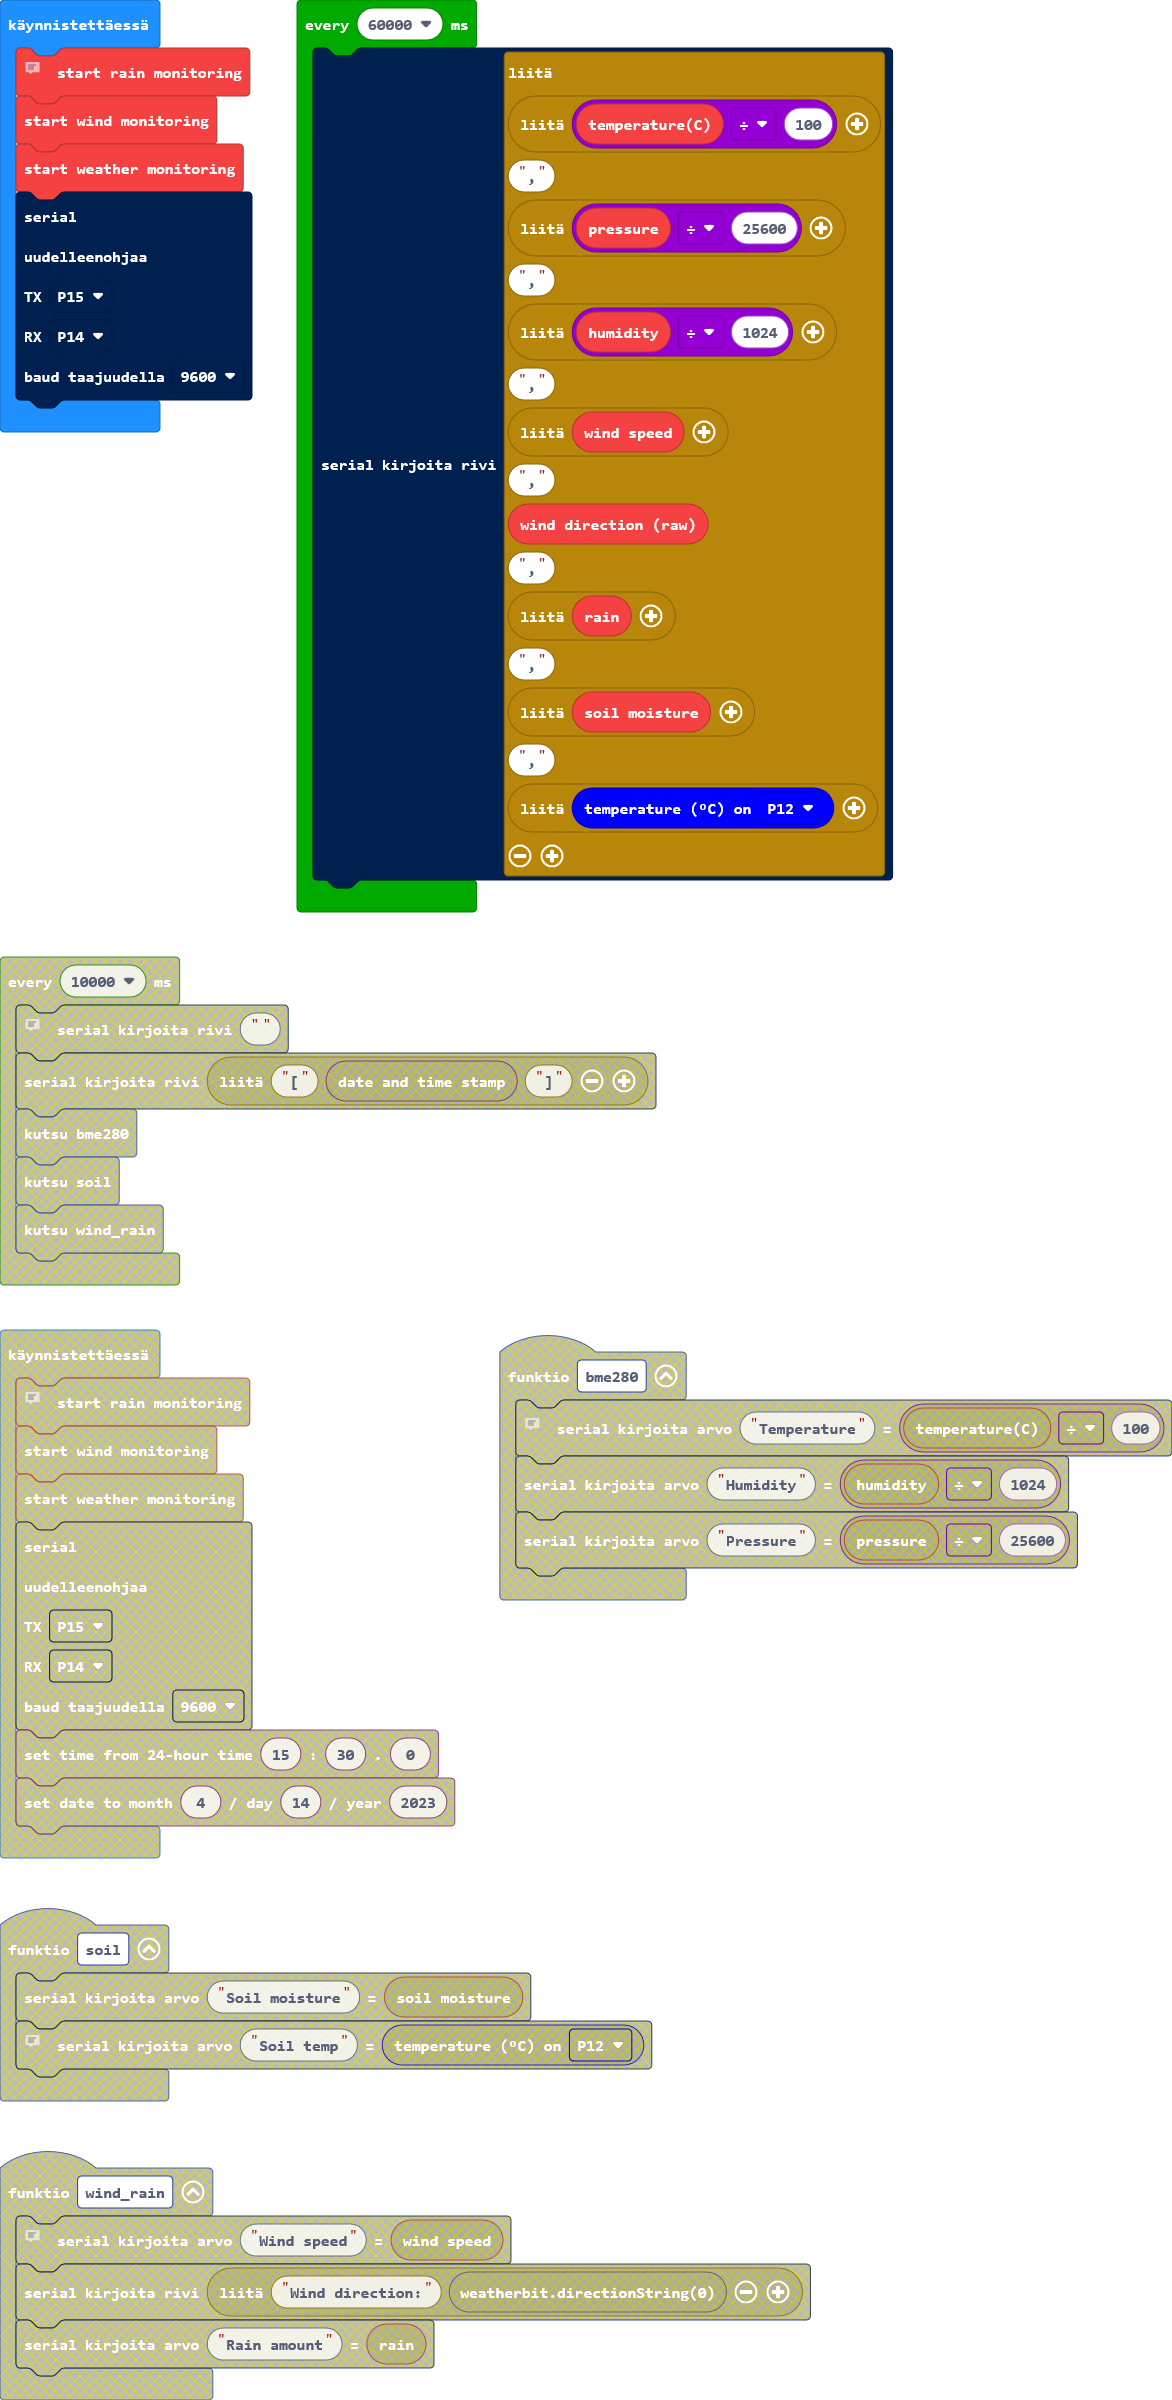 käynnistettäessä
start rain monitoring
start wind monitoring
start weather monitoring
serial
uudelleenohjaa
TX P15
RX P14
baud taajuudella 9600
every 60000 ms
serial kirjoita rivi
liitä
liitä temperature(C) ÷ 100
","
liitä pressure ÷ 25600
","
liitä humidity ÷ 1024
","
liitä wind speed
","
wind direction (raw)
","
liitä rain
","
liitä soil moisture
","
liitä temperature (ºC) on P12
every 10000 ms
serial kirjoita rivi ""
serial kirjoita rivi liitä "[" date and time stamp "]"
kutsu bme280
kutsu soil
kutsu wind_rain
käynnistettäessä
start rain monitoring
start wind monitoring
start weather monitoring
serial
uudelleenohjaa
TX P15
RX P14
baud taajuudella 9600
set time from 24-hour time 15 : 30 . 0
set date to month 4 / day 14 / year 2023
funktio bme280
serial kirjoita arvo "Temperature" = temperature(C) ÷ 100
serial kirjoita arvo "Humidity" = humidity ÷ 1024
serial kirjoita arvo "Pressure" = pressure ÷ 25600
funktio soil
serial kirjoita arvo "Soil moisture" = soil moisture
serial kirjoita arvo "Soil temp" = temperature (ºC) on P12
funktio wind_rain
serial kirjoita arvo "Wind speed" = wind speed
serial kirjoita rivi liitä "Wind direction:" weatherbit.directionString(0)
serial kirjoita arvo "Rain amount" = rain